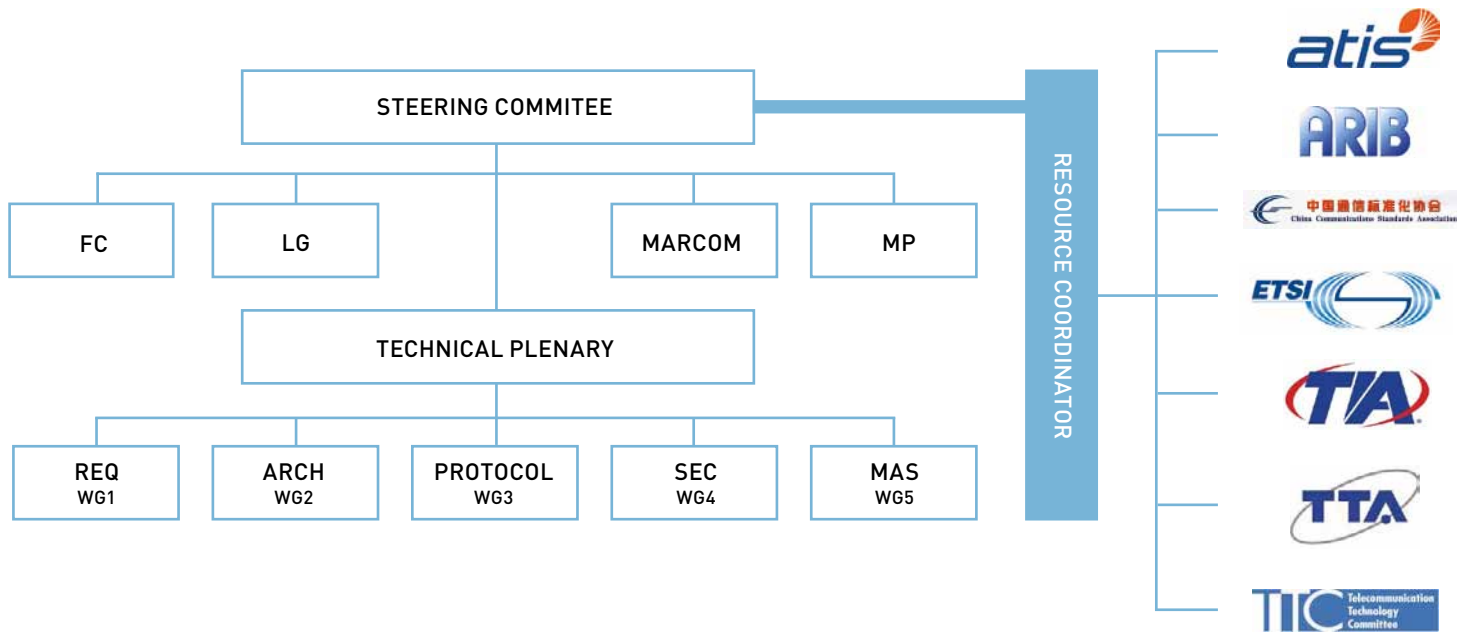 STEERING COMMITEE
FC
LG
MARCOM
MP
TECHNICAL PLENARY
REQ
WG1
ARCH
WG2
PROTOCOL
WG3
SEC
WG4
MAS
WG5
RESOURCE COORDINATOR
atis
ARIB
中国通信标准化协会
China Communications Standards Association
ETSI
TIA
TTA
TTC
Telecommunication
Technology
Committee